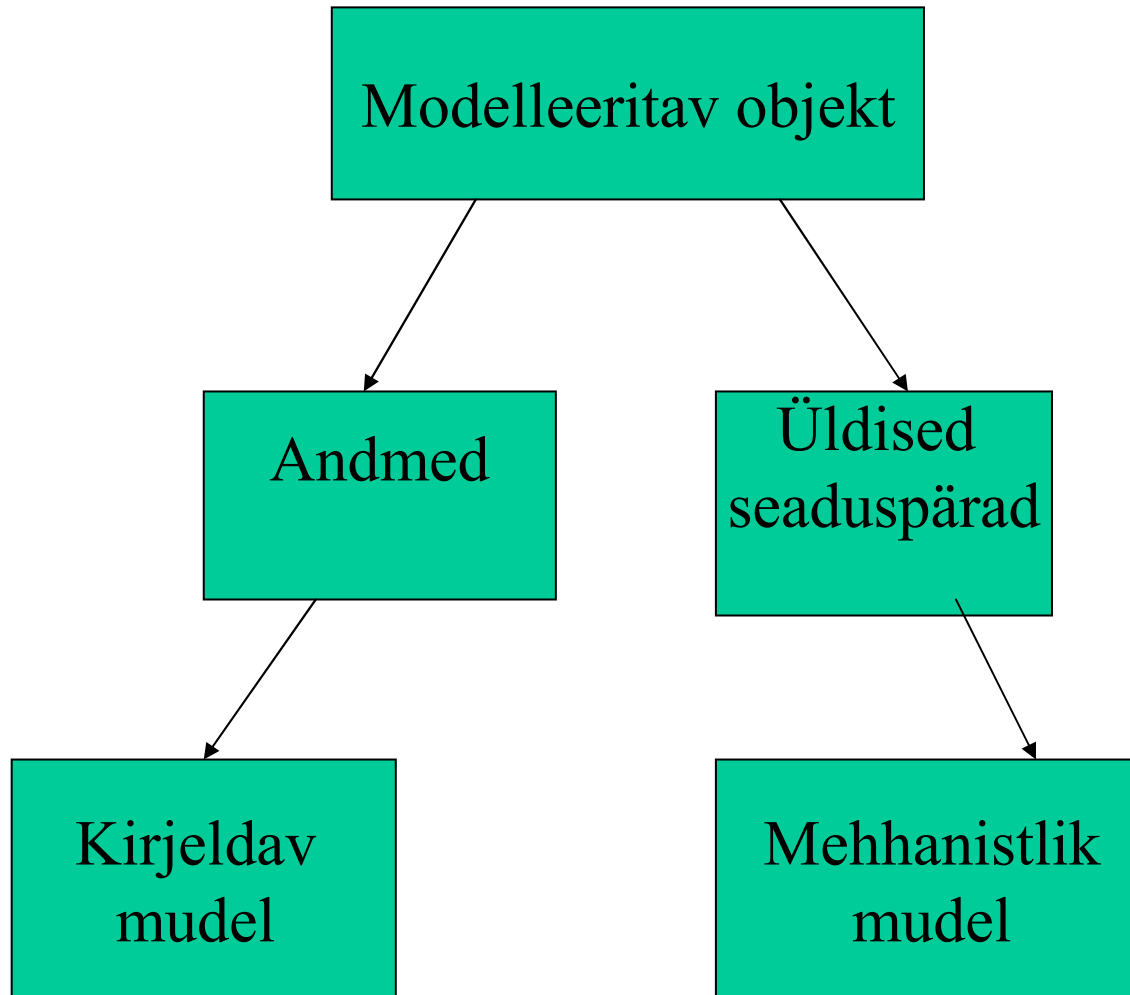 Modelleeritav objekt
Andmed
Üldised
seaduspärad
Kirjeldav
mudel
Mehhanistlik
mudel